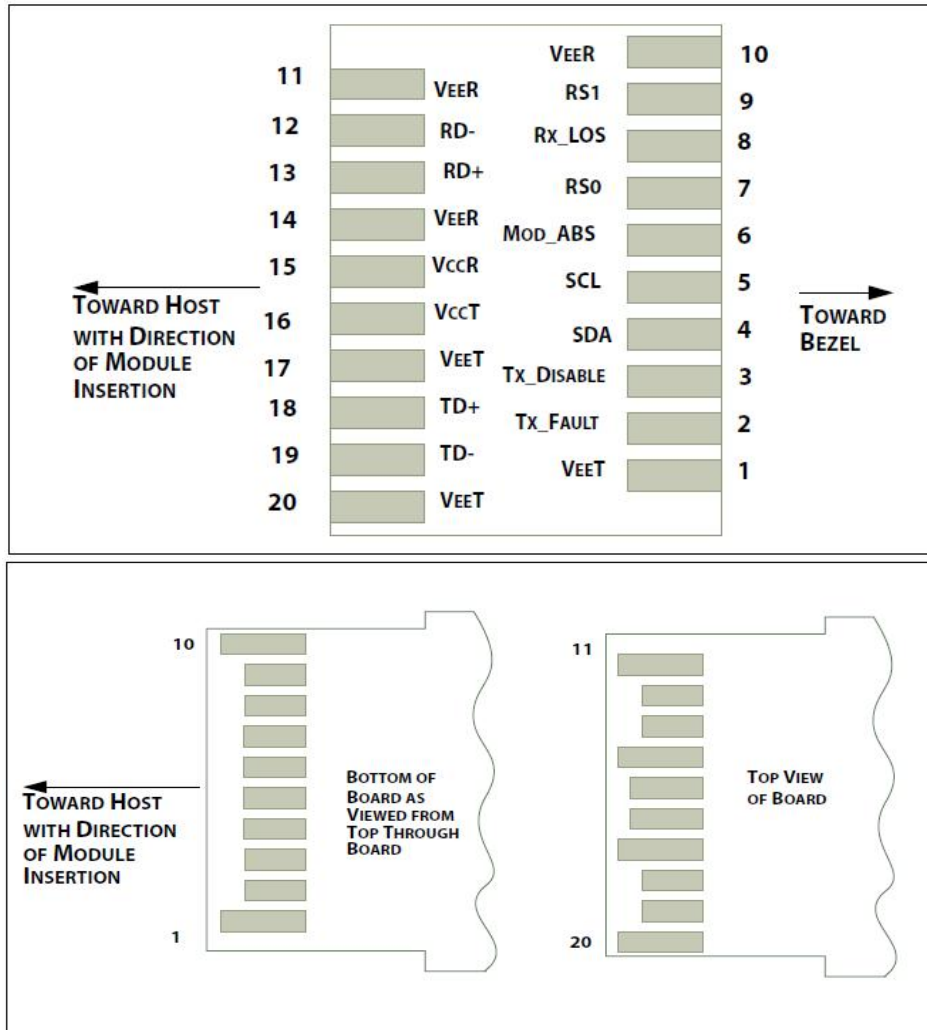 VEER 10
11 VEER
RS1 9
12 RD-
RX_LOS 8
13 RD+
RS0 7
14 VEER
MOD_ABS 6
15 VCCR
SCL 5
16 VCCT
SDA 4
17 VEET
TX_DISABLE 3
18 TD+
TX_FAULT 2
19 TD-
VEET 1
20 VEET
TOWARD HOST
WITH DIRECTION
OF MODULE
INSERTION
TOWARD
BEZEL
10
1
TOWARD HOST
WITH DIRECTION
OF MODULE
INSERTION
BOTTOM OF
BOARD AS
VIEWED FROM
TOP THROUGH
BOARD
11
20
TOP VIEW
OF BOARD